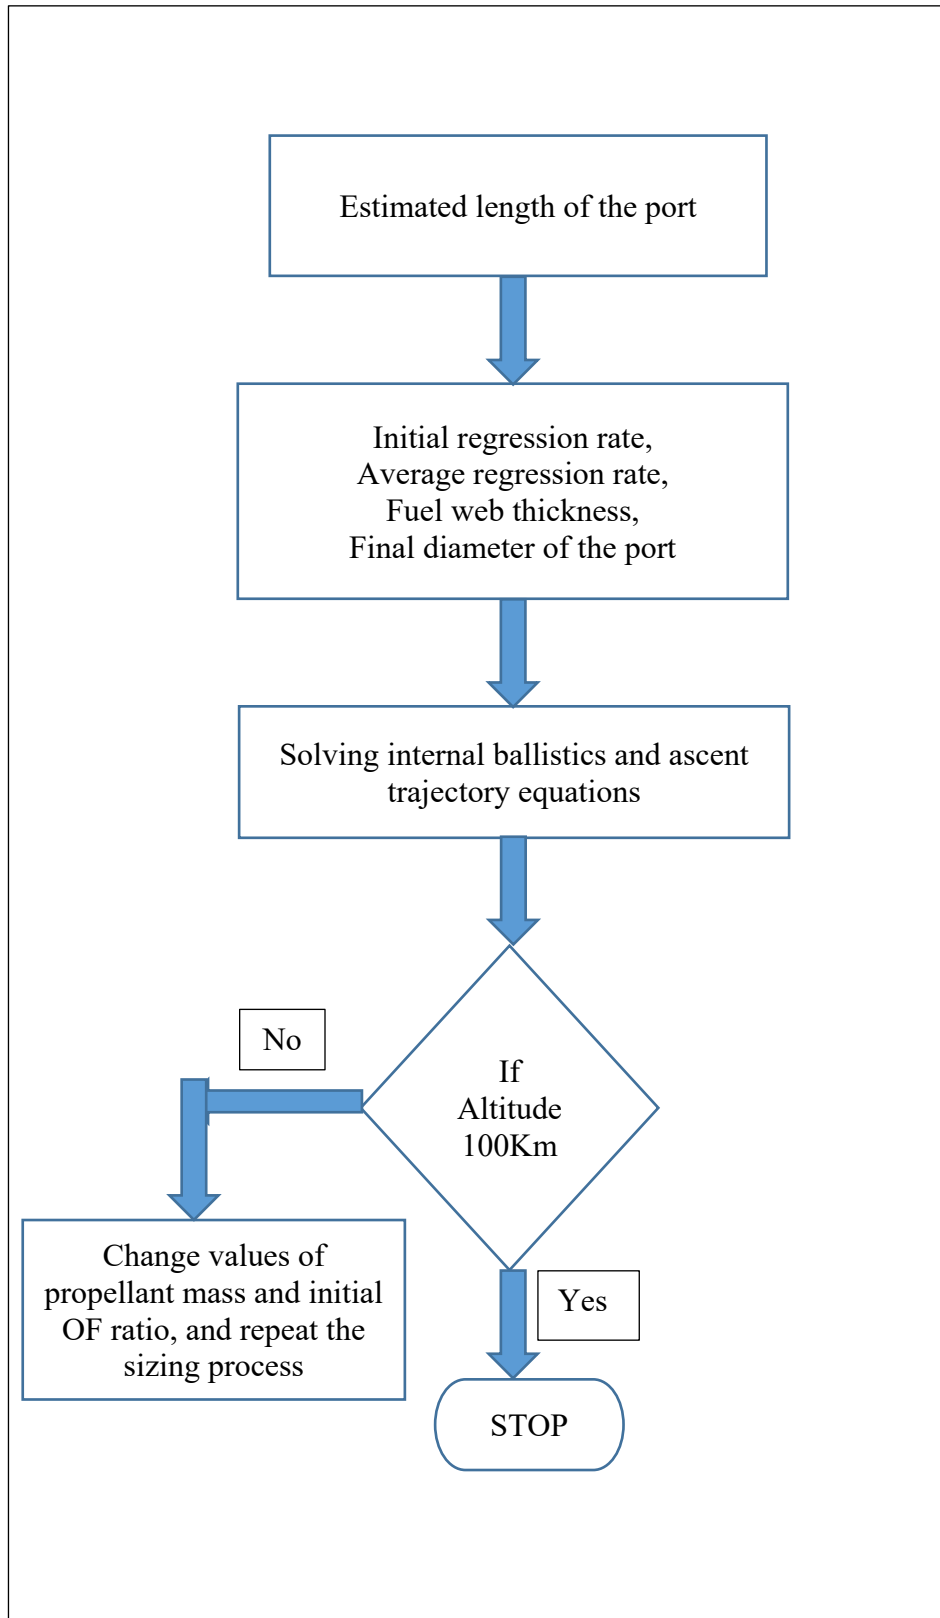 Estimated length of the port
Initial regression rate,
Average regression rate,
Fuel web thickness,
Final diameter of the port
Solving internal ballistics and ascent
trajectory equations
If
Altitude
100Km
No
Change values of
propellant mass and initial
OF ratio, and repeat the
sizing process
Yes
STOP